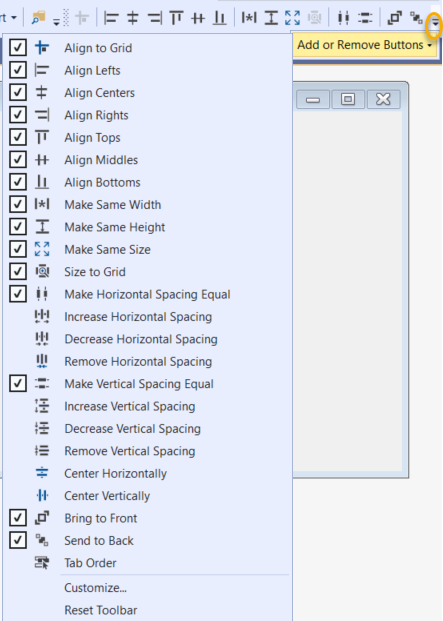 rt
Add or Remove Buttons
Align to Grid
Align Lefts
Align Centers
Align Rights
Align Tops
Align Middles
Align Bottoms
Make Same Width
Make Same Height
Make Same Size
Size to Grid
Make Horizontal Spacing Equal
Increase Horizontal Spacing
Decrease Horizontal Spacing
Remove Horizontal Spacing
Make Vertical Spacing Equal
Increase Vertical Spacing
Decrease Vertical Spacing
Remove Vertical Spacing
Center Horizontally
Center Vertically
Bring to Front
Send to Back
Tab Order
Customize...
Reset Toolbar